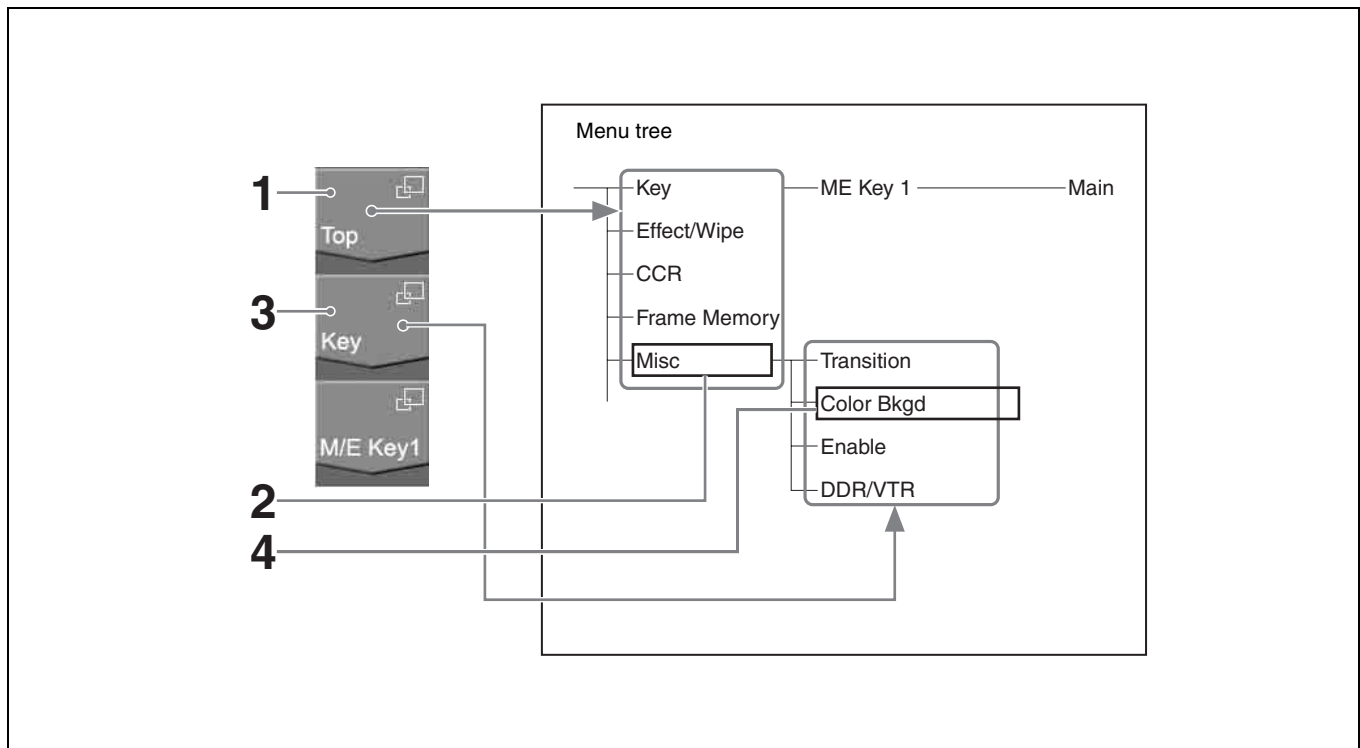 Menu tree
1
Top
3
Key
M/E Key1
2
4
Key
ME Key 1
Main
Effect/Wipe
CCR
Frame Memory
Misc
Transition
Color Bkgd
Enable
DDR/VTR